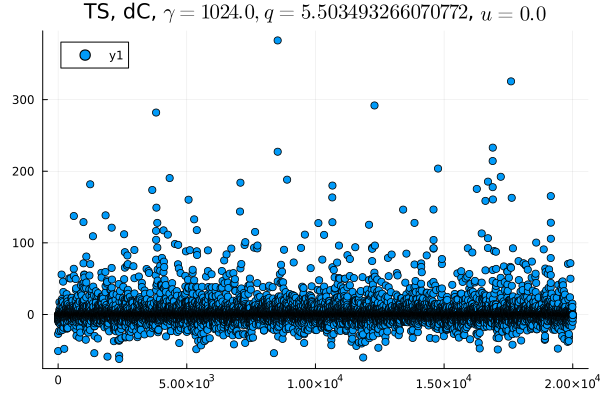 TS, dC, γ = 1024.0, q = 5.503493266070772, u = 0.0
y1
300
200
100
0
0 5.00×10³ 1.00×10⁴ 1.50×10⁴ 2.00×10⁴